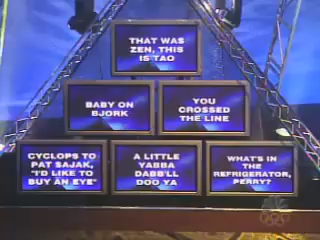 THAT WAS
ZEN, THIS
IS TAO
BABY ON
BJORK
YOU
CROSSED
THE LINE
CYCLOPS TO
PAT SAJAK,
"I'D LIKE TO
BUY AN EYE"
A LITTLE
YABBA
DABB'LL
DOO YA
WHAT'S IN
THE
REFRIGERATOR,
PERRY?
NBC